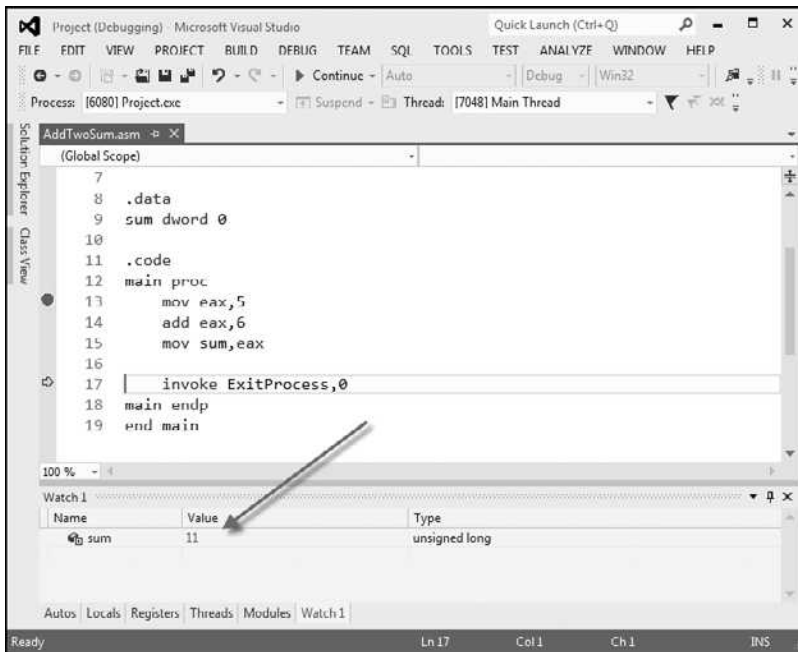 Project (Debugging) - Microsoft Visual Studio
Quick Launch (Ctrl+Q)
FILE EDIT VIEW PROJECT BUILD DEBUG TEAM SQL TOOLS TEST ANALYZE WINDOW HELP
Continue Auto Debug Win32
Process: [6080] Project.exe Suspend Thread: [7048] Main Thread
Solution Explorer
Class View
AddTwoSum.asm
(Global Scope)
7
8 .data
9 sum dword 0
10
11 .code
12 main proc
13 mov eax,5
14 add eax,6
15 mov sum,eax
16
17 invoke ExitProcess,0
18 main endp
19 end main
100 %
Watch 1
Name Value Type
sum 11 unsigned long
Autos Locals Registers Threads Modules Watch 1
Ready Ln 17 Col 1 Ch 1 INS